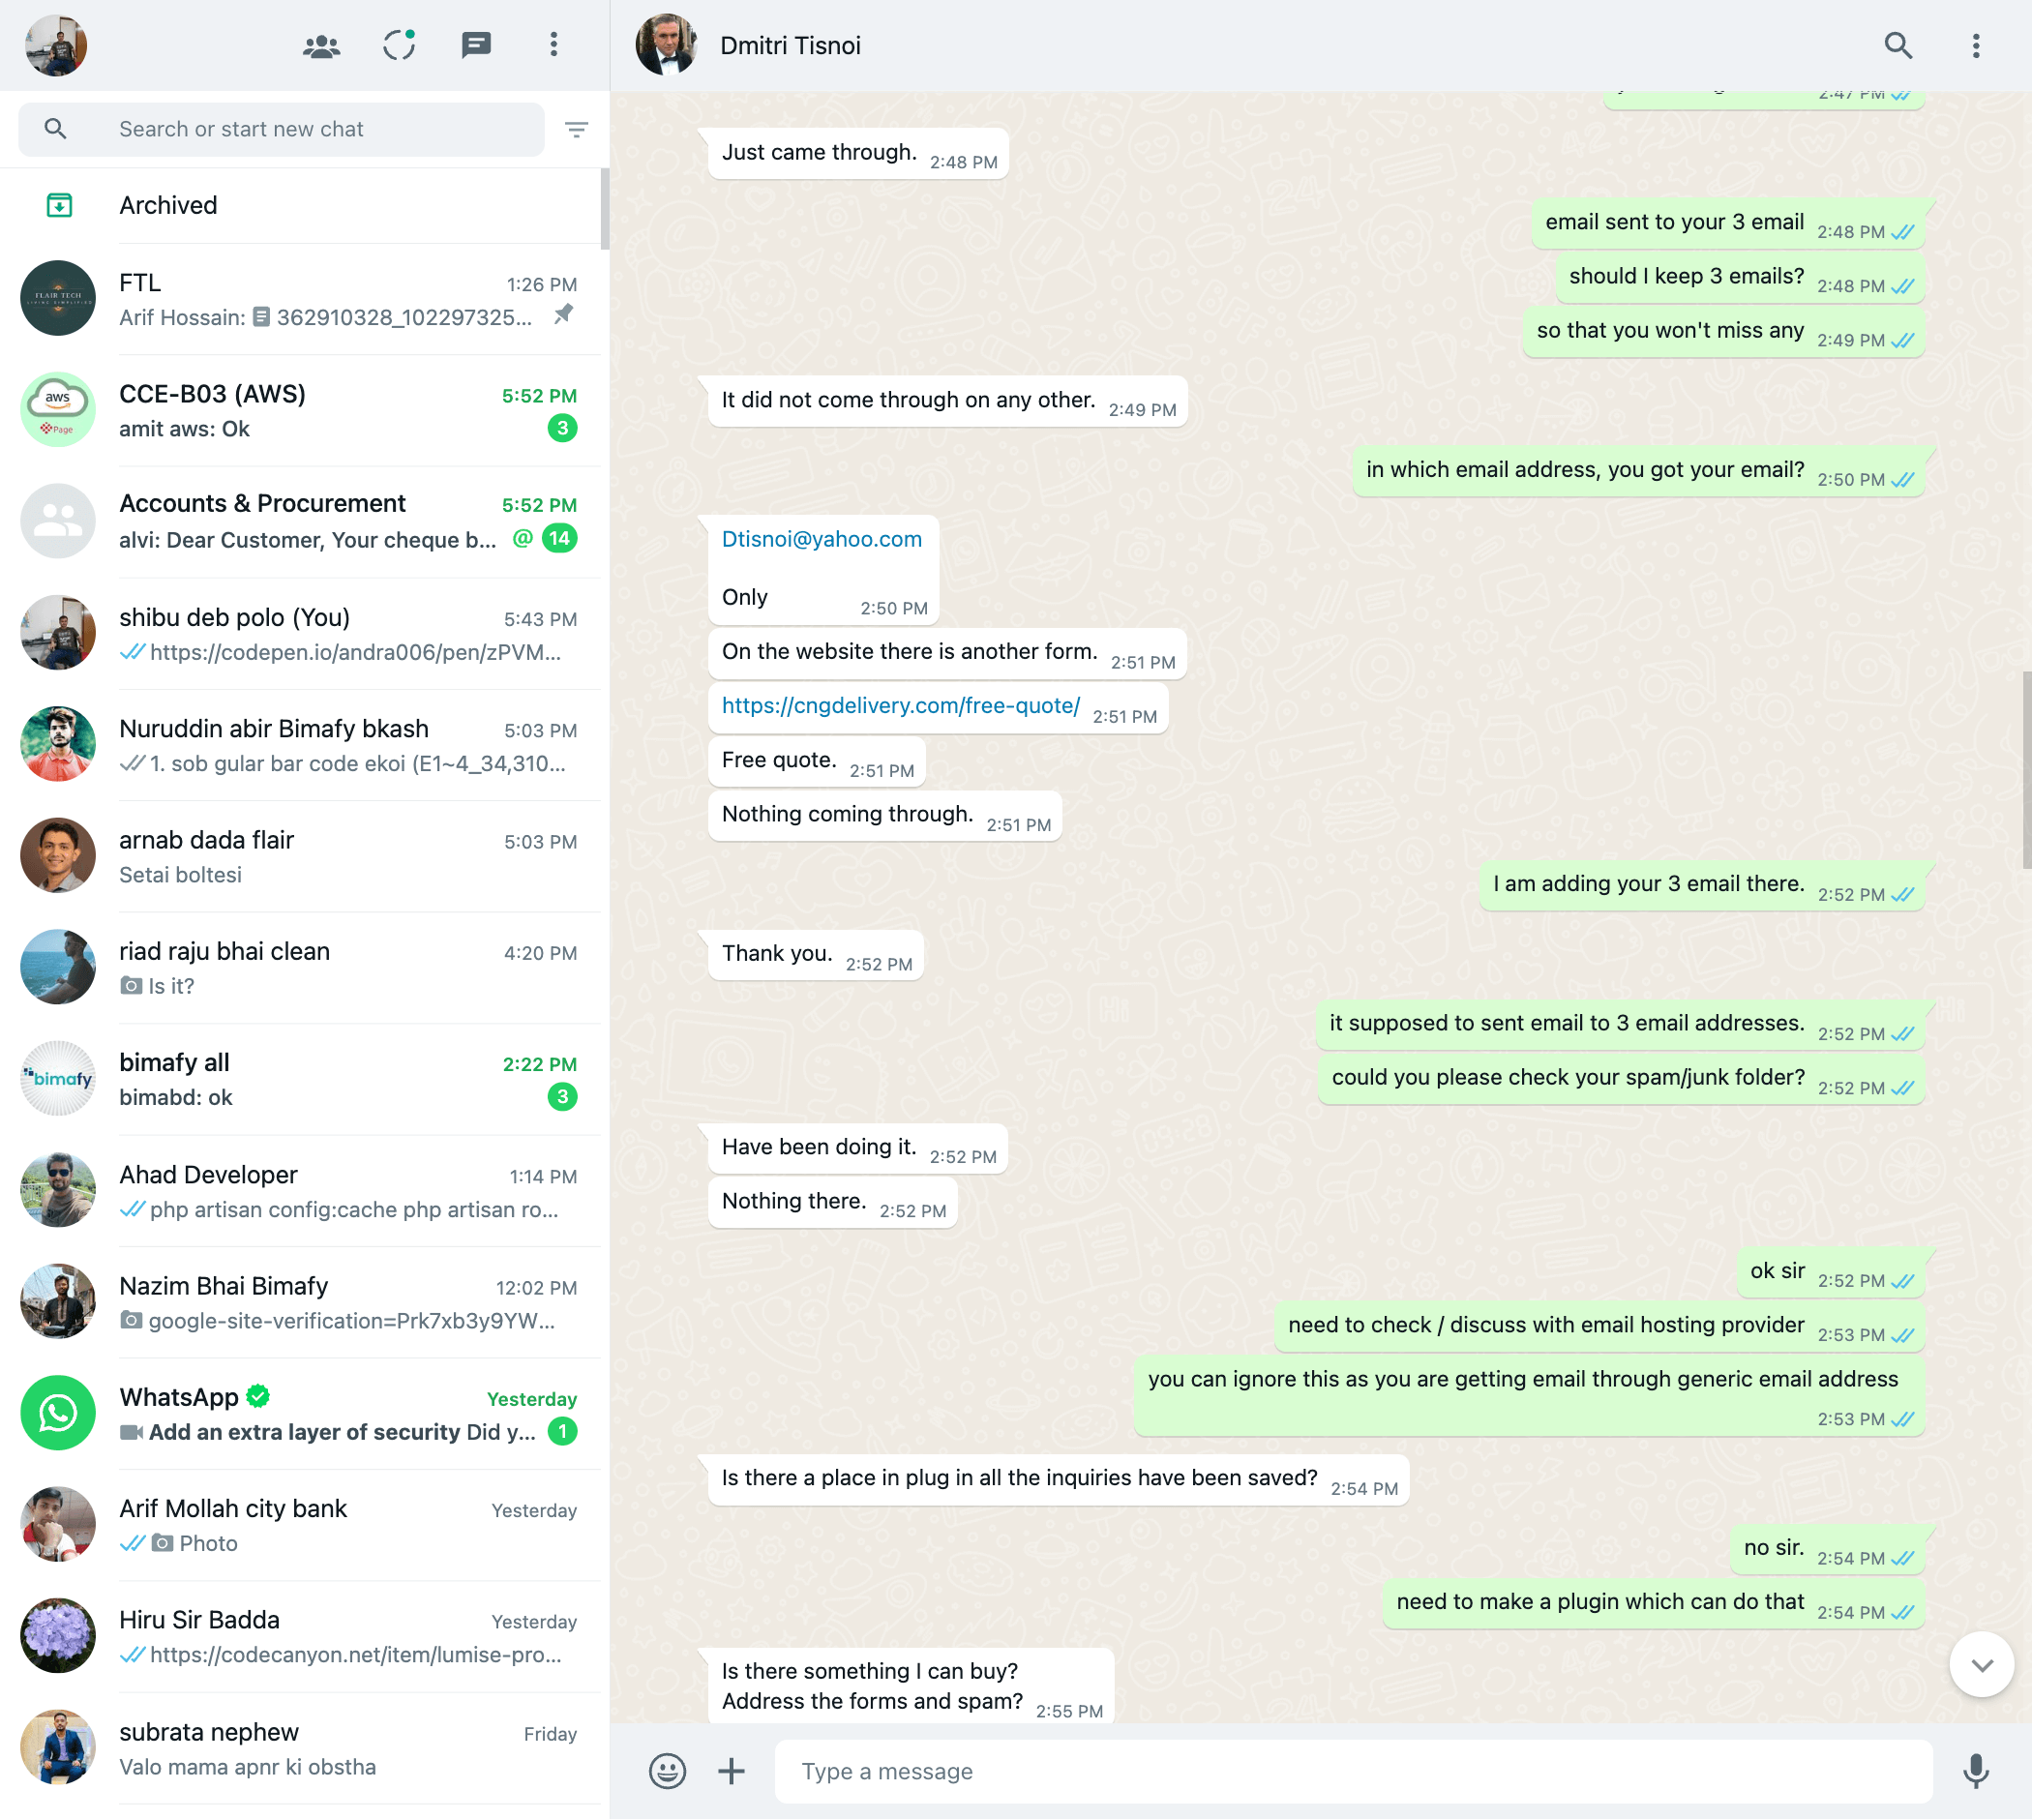 Dmitri Tisnoi
Search or start new chat
Archived
FTL
1:26 PM
Arif Hossain: 362910328_102297325...
FLAIR TECH
CCE-B03 (AWS)
5:52 PM
amit aws: Ok
3
aws
Page
Accounts & Procurement
5:52 PM
alvi: Dear Customer, Your cheque b...
@ 14
shibu deb polo (You)
5:43 PM
https://codepen.io/andra006/pen/zPVM...
Nuruddin abir Bimafy bkash
5:03 PM
1. sob gular bar code ekoi (E1~4_34,310...
arnab dada flair
5:03 PM
Setai boltesi
riad raju bhai clean
4:20 PM
Is it?
bimafy all
2:22 PM
bimabd: ok
3
bimafy
Ahad Developer
1:14 PM
php artisan config:cache php artisan ro...
Nazim Bhai Bimafy
12:02 PM
google-site-verification=Prk7xb3y9YW...
WhatsApp
Yesterday
Add an extra layer of security Did y...
1
Arif Mollah city bank
Yesterday
Photo
Hiru Sir Badda
Yesterday
https://codecanyon.net/item/lumise-pro...
subrata nephew
Friday
Valo mama apnr ki obstha
2:47 PM
Just came through. 2:48 PM
email sent to your 3 email 2:48 PM
should I keep 3 emails? 2:48 PM
so that you won't miss any 2:49 PM
It did not come through on any other. 2:49 PM
in which email address, you got your email? 2:50 PM
Dtisnoi@yahoo.com
Only 2:50 PM
On the website there is another form. 2:51 PM
https://cngdelivery.com/free-quote/ 2:51 PM
Free quote. 2:51 PM
Nothing coming through. 2:51 PM
I am adding your 3 email there. 2:52 PM
Thank you. 2:52 PM
it supposed to sent email to 3 email addresses. 2:52 PM
could you please check your spam/junk folder? 2:52 PM
Have been doing it. 2:52 PM
Nothing there. 2:52 PM
ok sir 2:52 PM
need to check / discuss with email hosting provider 2:53 PM
you can ignore this as you are getting email through generic email address
2:53 PM
Is there a place in plug in all the inquiries have been saved? 2:54 PM
no sir. 2:54 PM
need to make a plugin which can do that 2:54 PM
Is there something I can buy?
Address the forms and spam? 2:55 PM
Type a message